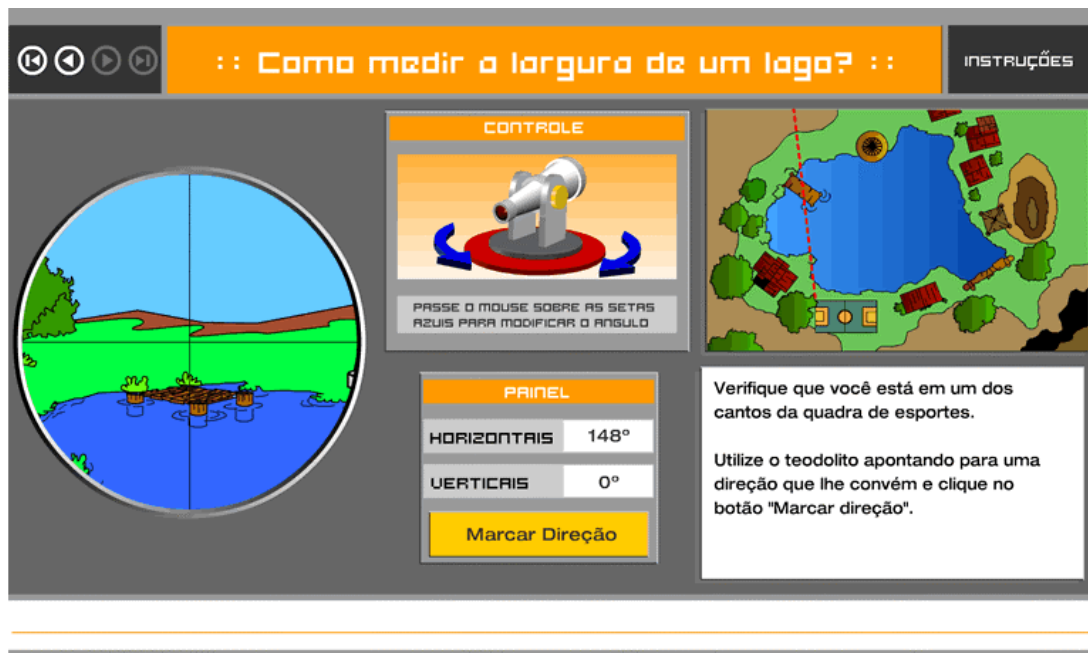 :: Como medir a largura de um lago? ::
INSTRUÇÕES
CONTROLE
PASSE O MOUSE SOBRE AS SETAS
AZUIS PARA MODIFICAR O ANGULO
PAINEL
HORIZONTAIS 148°
VERTICAIS 0°
Marcar Direção
Verifique que você está em um dos
cantos da quadra de esportes.
Utilize o teodolito apontando para uma
direção que lhe convém e clique no
botão "Marcar direção".